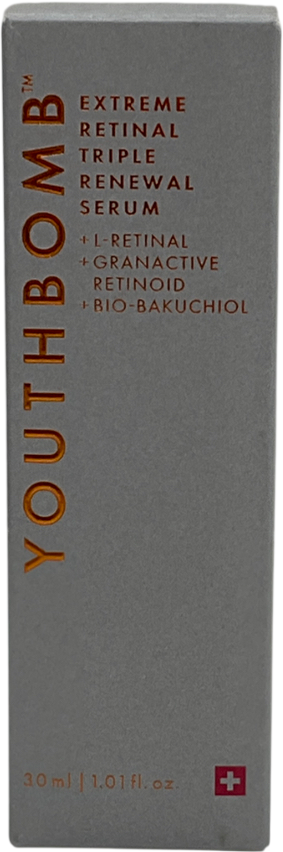 YOUTHBOMB™
EXTREME
RETINAL
TRIPLE
RENEWAL
SERUM
+L-RETINAL
+GRANACTIVE
RETINOID
+BIO-BAKUCHIOL
30 ml | 1.01 fl. oz.